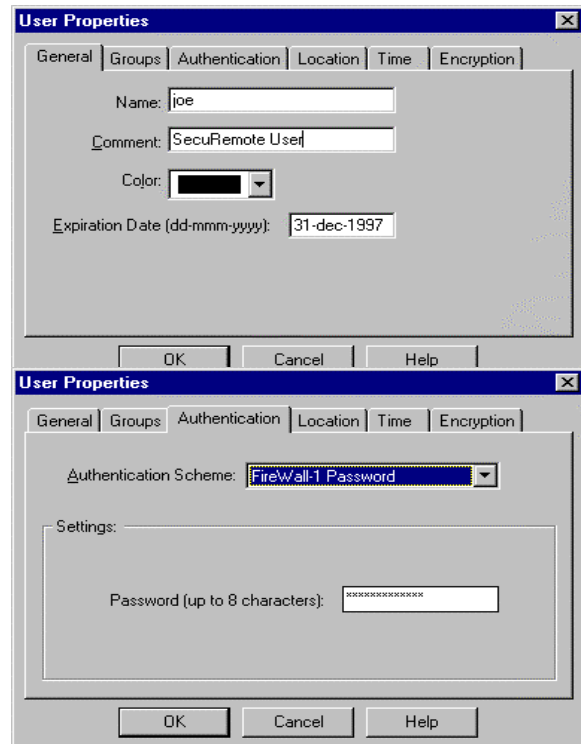 User Properties
General Groups Authentication Location Time Encryption
Name: joe
Comment: SecuRemote User
Color:
Expiration Date (dd-mmm-yyyy): 31-dec-1997
OK Cancel Help
User Properties
General Groups Authentication Location Time Encryption
Authentication Scheme: FireWall-1 Password
Settings:
Password (up to 8 characters): *************
OK Cancel Help